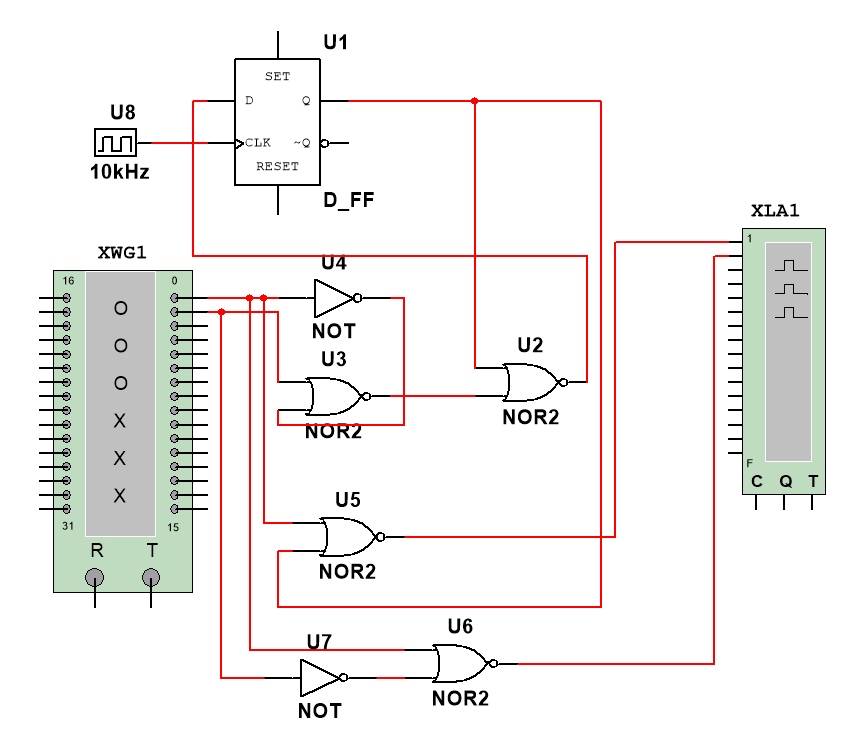 U1
SET
D Q
U8
CLK ~Q
10kHz
RESET
D_FF
XLA1
XWG1
1
U4
16 0
O
NOT
O
U3
U2
O
X
NOR2
NOR2
X
F
C Q T
X
U5
31 15
R T
NOR2
U6
U7
NOR2
NOT